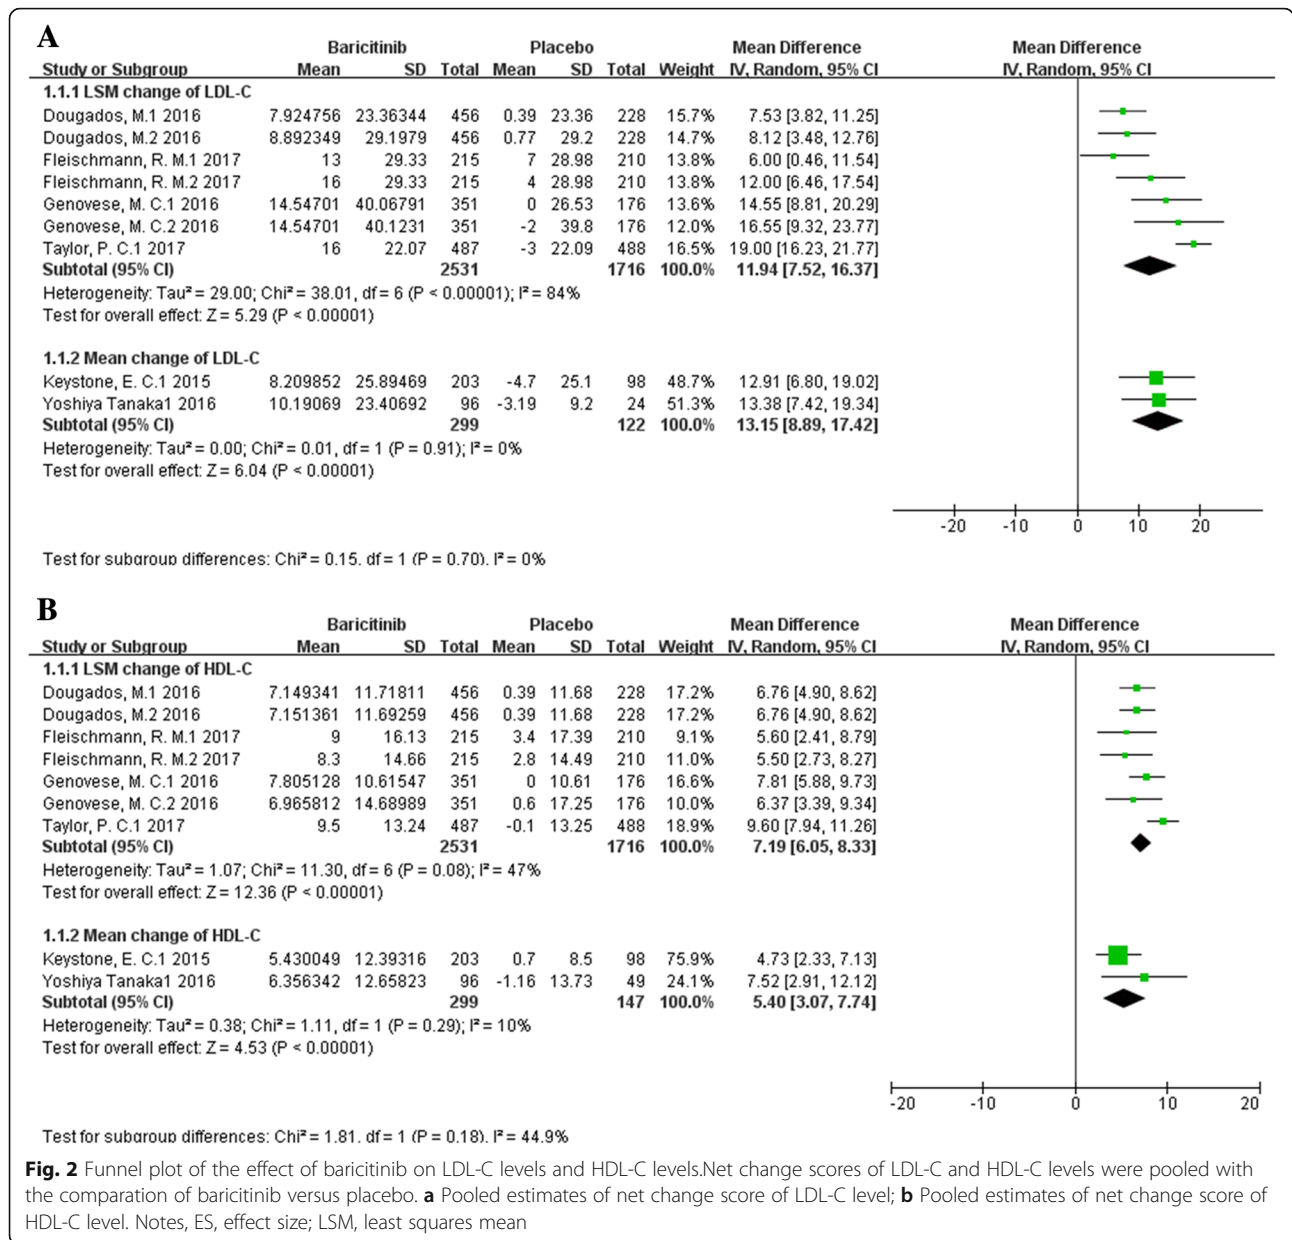 A
Baricitinib Placebo Mean Difference Mean Difference
Study or Subgroup Mean SD Total Mean SD Total Weight IV, Random, 95% CI IV, Random, 95% CI
1.1.1 LSM change of LDL-C
Dougados, M.1 2016 7.924756 23.36344 456 0.39 23.36 228 15.7% 7.53 [3.82, 11.25]
Dougados, M.2 2016 8.892349 29.1979 456 0.77 29.2 228 14.7% 8.12 [3.48, 12.76]
Fleischmann, R. M.1 2017 13 29.33 215 7 28.98 210 13.8% 6.00 [0.46, 11.54]
Fleischmann, R. M.2 2017 16 29.33 215 4 28.98 210 13.8% 12.00 [6.46, 17.54]
Genovese, M. C.1 2016 14.54701 40.06791 351 0 26.53 176 13.6% 14.55 [8.81, 20.29]
Genovese, M. C.2 2016 14.54701 40.1231 351 -2 39.8 176 12.0% 16.55 [9.32, 23.77]
Taylor, P. C.1 2017 16 22.07 487 -3 22.09 488 16.5% 19.00 [16.23, 21.77]
Subtotal (95% CI) 2531 1716 100.0% 11.94 [7.52, 16.37]
Heterogeneity: Tau² = 29.00; Chi² = 38.01, df = 6 (P < 0.00001); I² = 84%
Test for overall effect: Z = 5.29 (P < 0.00001)
1.1.2 Mean change of LDL-C
Keystone, E. C.1 2015 8.209852 25.89469 203 -4.7 25.1 98 48.7% 12.91 [6.80, 19.02]
Yoshiya Tanaka1 2016 10.19069 23.40692 96 -3.19 9.2 24 51.3% 13.38 [7.42, 19.34]
Subtotal (95% CI) 299 122 100.0% 13.15 [8.89, 17.42]
Heterogeneity: Tau² = 0.00; Chi² = 0.01, df = 1 (P = 0.91); I² = 0%
Test for overall effect: Z = 6.04 (P < 0.00001)
-20 -10 0 10 20
Test for subgroup differences: Chi² = 0.15. df = 1 (P = 0.70). I² = 0%
B
Baricitinib Placebo Mean Difference Mean Difference
Study or Subgroup Mean SD Total Mean SD Total Weight IV, Random, 95% CI IV, Random, 95% CI
1.1.1 LSM change of HDL-C
Dougados, M.1 2016 7.149341 11.71811 456 0.39 11.68 228 17.2% 6.76 [4.90, 8.62]
Dougados, M.2 2016 7.151361 11.69259 456 0.39 11.68 228 17.2% 6.76 [4.90, 8.62]
Fleischmann, R. M.1 2017 9 16.13 215 3.4 17.39 210 9.1% 5.60 [2.41, 8.79]
Fleischmann, R. M.2 2017 8.3 14.66 215 2.8 14.49 210 11.0% 5.50 [2.73, 8.27]
Genovese, M. C.1 2016 7.805128 10.61547 351 0 10.61 176 16.6% 7.81 [5.88, 9.73]
Genovese, M. C.2 2016 6.965812 14.68989 351 0.6 17.25 176 10.0% 6.37 [3.39, 9.34]
Taylor, P. C.1 2017 9.5 13.24 487 -0.1 13.25 488 18.9% 9.60 [7.94, 11.26]
Subtotal (95% CI) 2531 1716 100.0% 7.19 [6.05, 8.33]
Heterogeneity: Tau² = 1.07; Chi² = 11.30, df = 6 (P = 0.08); I² = 47%
Test for overall effect: Z = 12.36 (P < 0.00001)
1.1.2 Mean change of HDL-C
Keystone, E. C.1 2015 5.430049 12.39316 203 0.7 8.5 98 75.9% 4.73 [2.33, 7.13]
Yoshiya Tanaka1 2016 6.356342 12.65823 96 -1.16 13.73 49 24.1% 7.52 [2.91, 12.12]
Subtotal (95% CI) 299 147 100.0% 5.40 [3.07, 7.74]
Heterogeneity: Tau² = 0.38; Chi² = 1.11, df = 1 (P = 0.29); I² = 10%
Test for overall effect: Z = 4.53 (P < 0.00001)
-20 -10 0 10 20
Test for subgroup differences: Chi² = 1.81. df = 1 (P = 0.18). I² = 44.9%
Fig. 2 Funnel plot of the effect of baricitinib on LDL-C levels and HDL-C levels.Net change scores of LDL-C and HDL-C levels were pooled with
the comparation of baricitinib versus placebo. a Pooled estimates of net change score of LDL-C level; b Pooled estimates of net change score of
HDL-C level. Notes, ES, effect size; LSM, least squares mean